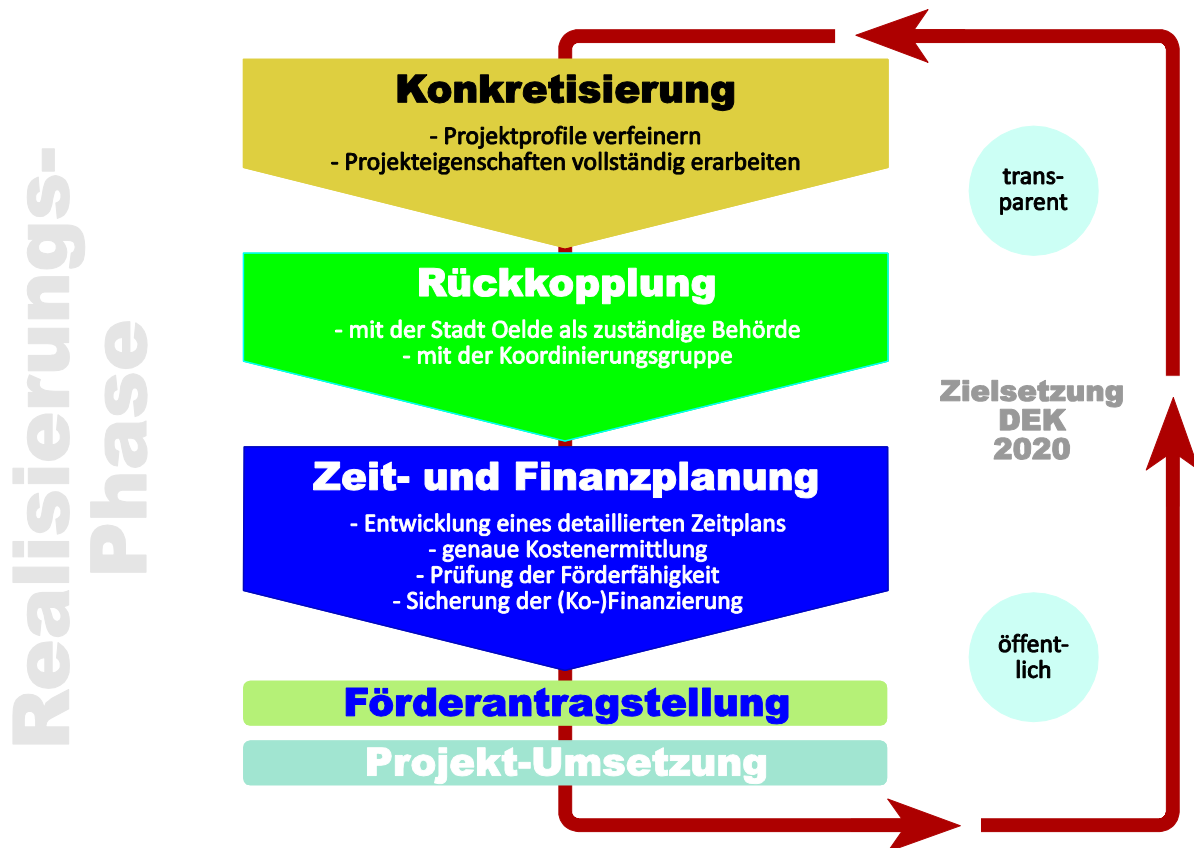 Realisierungs-
Phase
Konkretisierung
- Projektprofile verfeinern
- Projekteigenschaften vollständig erarbeiten
Rückkopplung
- mit der Stadt Oelde als zuständige Behörde
- mit der Koordinierungsgruppe
Zeit- und Finanzplanung
- Entwicklung eines detaillierten Zeitplans
- genaue Kostenermittlung
- Prüfung der Förderfähigkeit
- Sicherung der (Ko-)Finanzierung
Förderantragstellung
Projekt-Umsetzung
trans-
parent
Zielsetzung
DEK
2020
öffent-
lich